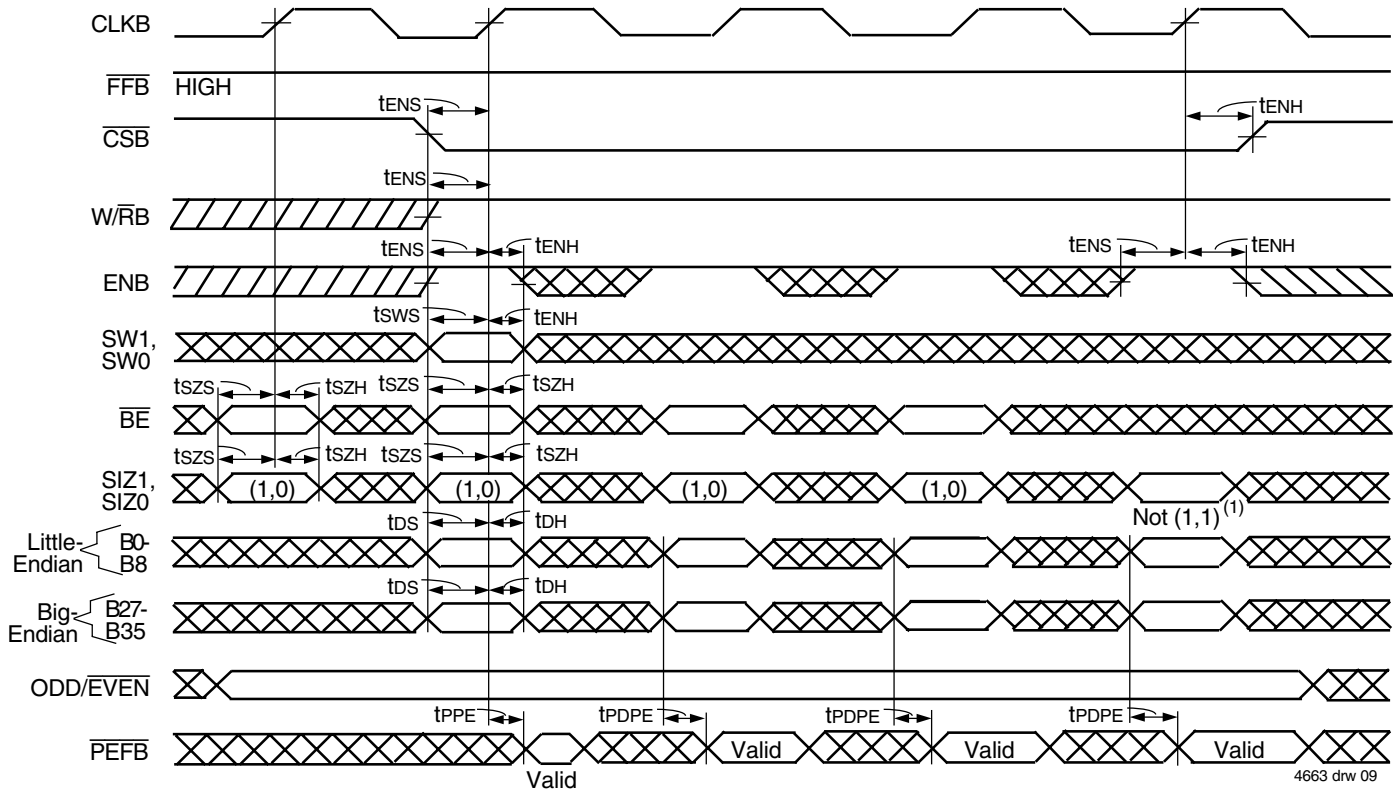 CLKB
FFB HIGH
tENS tENH
CSB
tENS
W/RB
tENS tENH tENS tENH
ENB
tSWS tENH
SW1,
SW0
tSZS tSZH tSZS tSZH
BE
tSZS tSZH tSZS tSZH
SIZ1,
SIZ0
(1,0) (1,0) (1,0) (1,0)
Not (1,1) (1)
tDS tDH
Little-
Endian
B0-
B8
tDS tDH
Big-
Endian
B27-
B35
ODD/EVEN
tPPE tPDPE tPDPE tPDPE
PEFB Valid Valid Valid
Valid
4663 drw 09